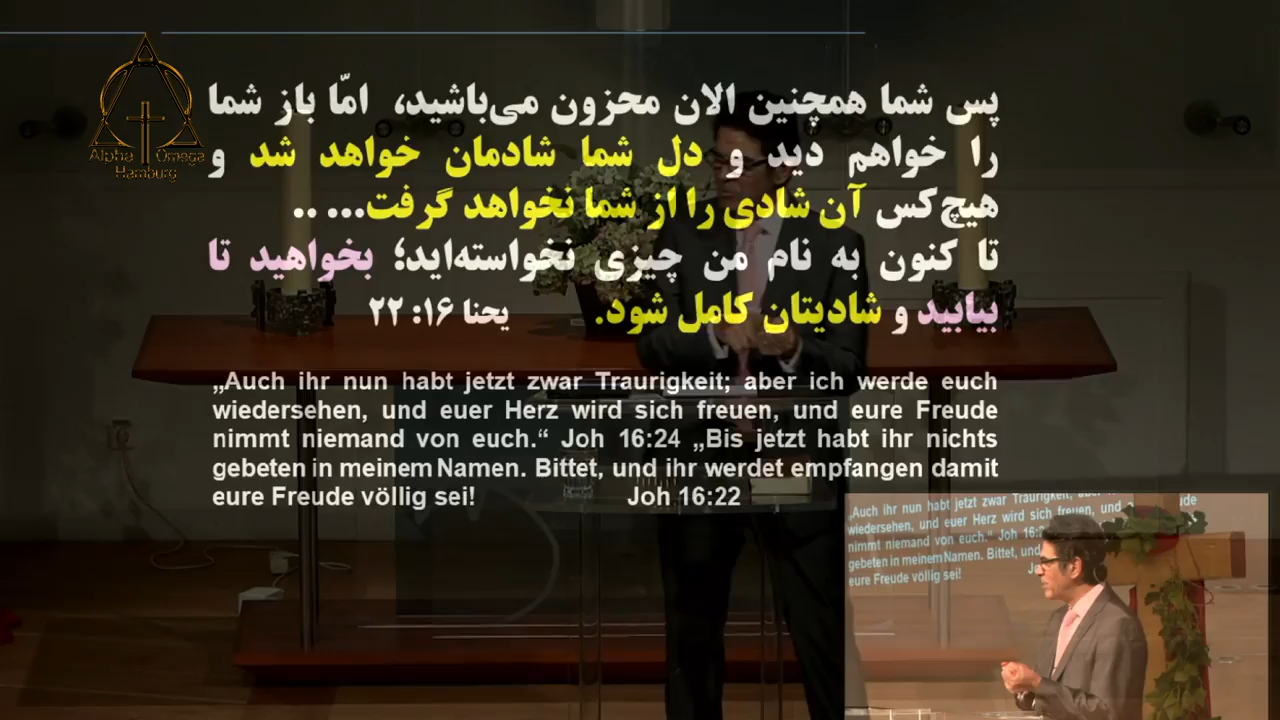 Alpha Omega
Hamburg
پس شما همچنین الان محزون می‌باشید، امّا باز شما
را خواهم دید و دل شما شادمان خواهد شد و
هیچ‌کس آن شادی را از شما نخواهد گرفت... ..
تا کنون به نام من چیزی نخواسته‌اید؛ بخواهید تا
بیابید و شادیتان کامل شود. یحنا ۱۶: ۲۲
„Auch ihr nun habt jetzt zwar Traurigkeit; aber ich werde euch
wiedersehen, und euer Herz wird sich freuen, und eure Freude
nimmt niemand von euch.“ Joh 16:24 „Bis jetzt habt ihr nichts
gebeten in meinem Namen. Bittet, und ihr werdet empfangen damit
eure Freude völlig sei! Joh 16:22
„Auch ihr nun habt jetzt zwar Traurigkeit; aber
wiedersehen, und euer Herz wird sich freuen, und
nimmt niemand von euch.“ Joh
gebeten in meinem Namen. Bittet, und
eure Freude völlig sei!